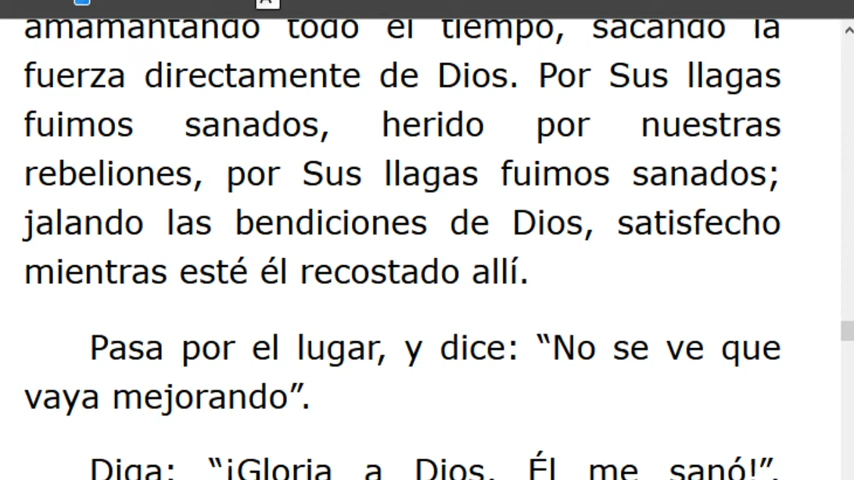 amamantando todo el tiempo, sacando la
fuerza directamente de Dios. Por Sus llagas
fuimos sanados, herido por nuestras
rebeliones, por Sus llagas fuimos sanados;
jalando las bendiciones de Dios, satisfecho
mientras esté él recostado allí.
Pasa por el lugar, y dice: “No se ve que
vaya mejorando”.
Diga: “¡Gloria a Dios, Él me sanó!”.